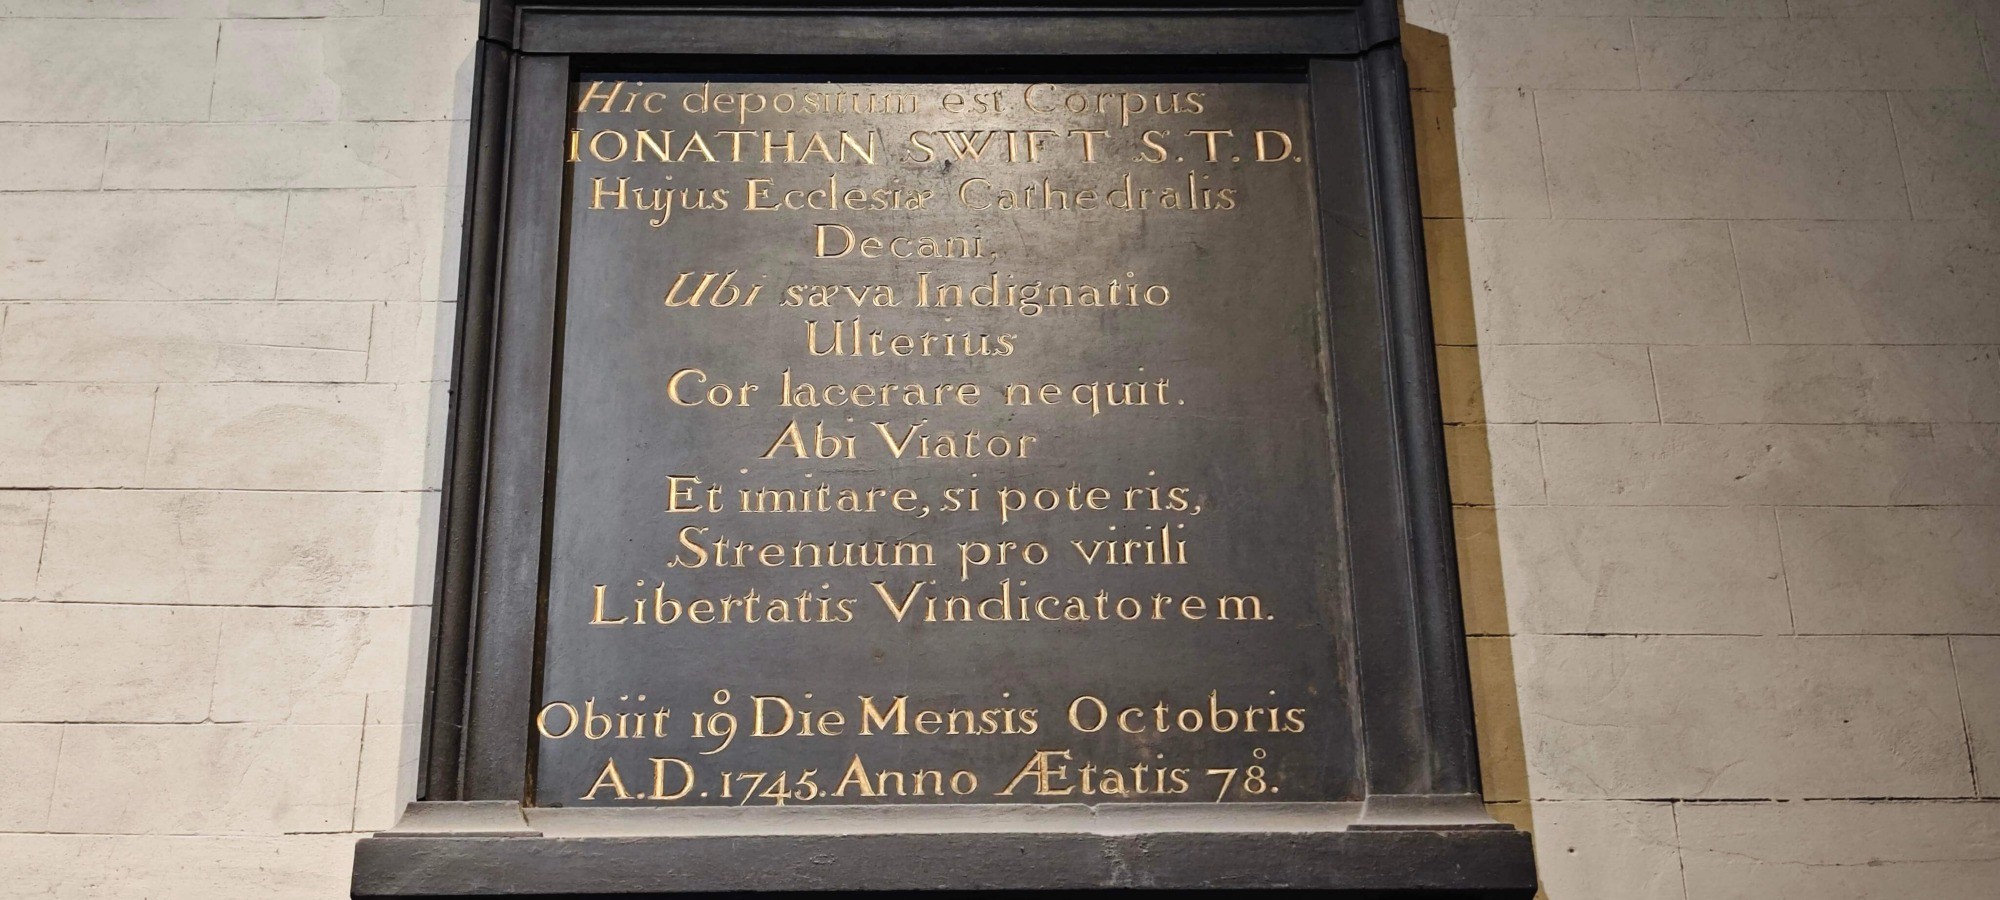 Hic depositum est Corpus
IONATHAN SWIFT S.T.D.
Hujus Ecclesiæ Cathedralis
Decani,
Ubi sæva Indignatio
Ulterius
Cor lacerare nequit.
Abi Viator
Et imitare, si poteris,
Strenuum pro virili
Libertatis Vindicatorem.
Obiit 19º Die Mensis Octobris
A.D. 1745. Anno Ætatis 78º.